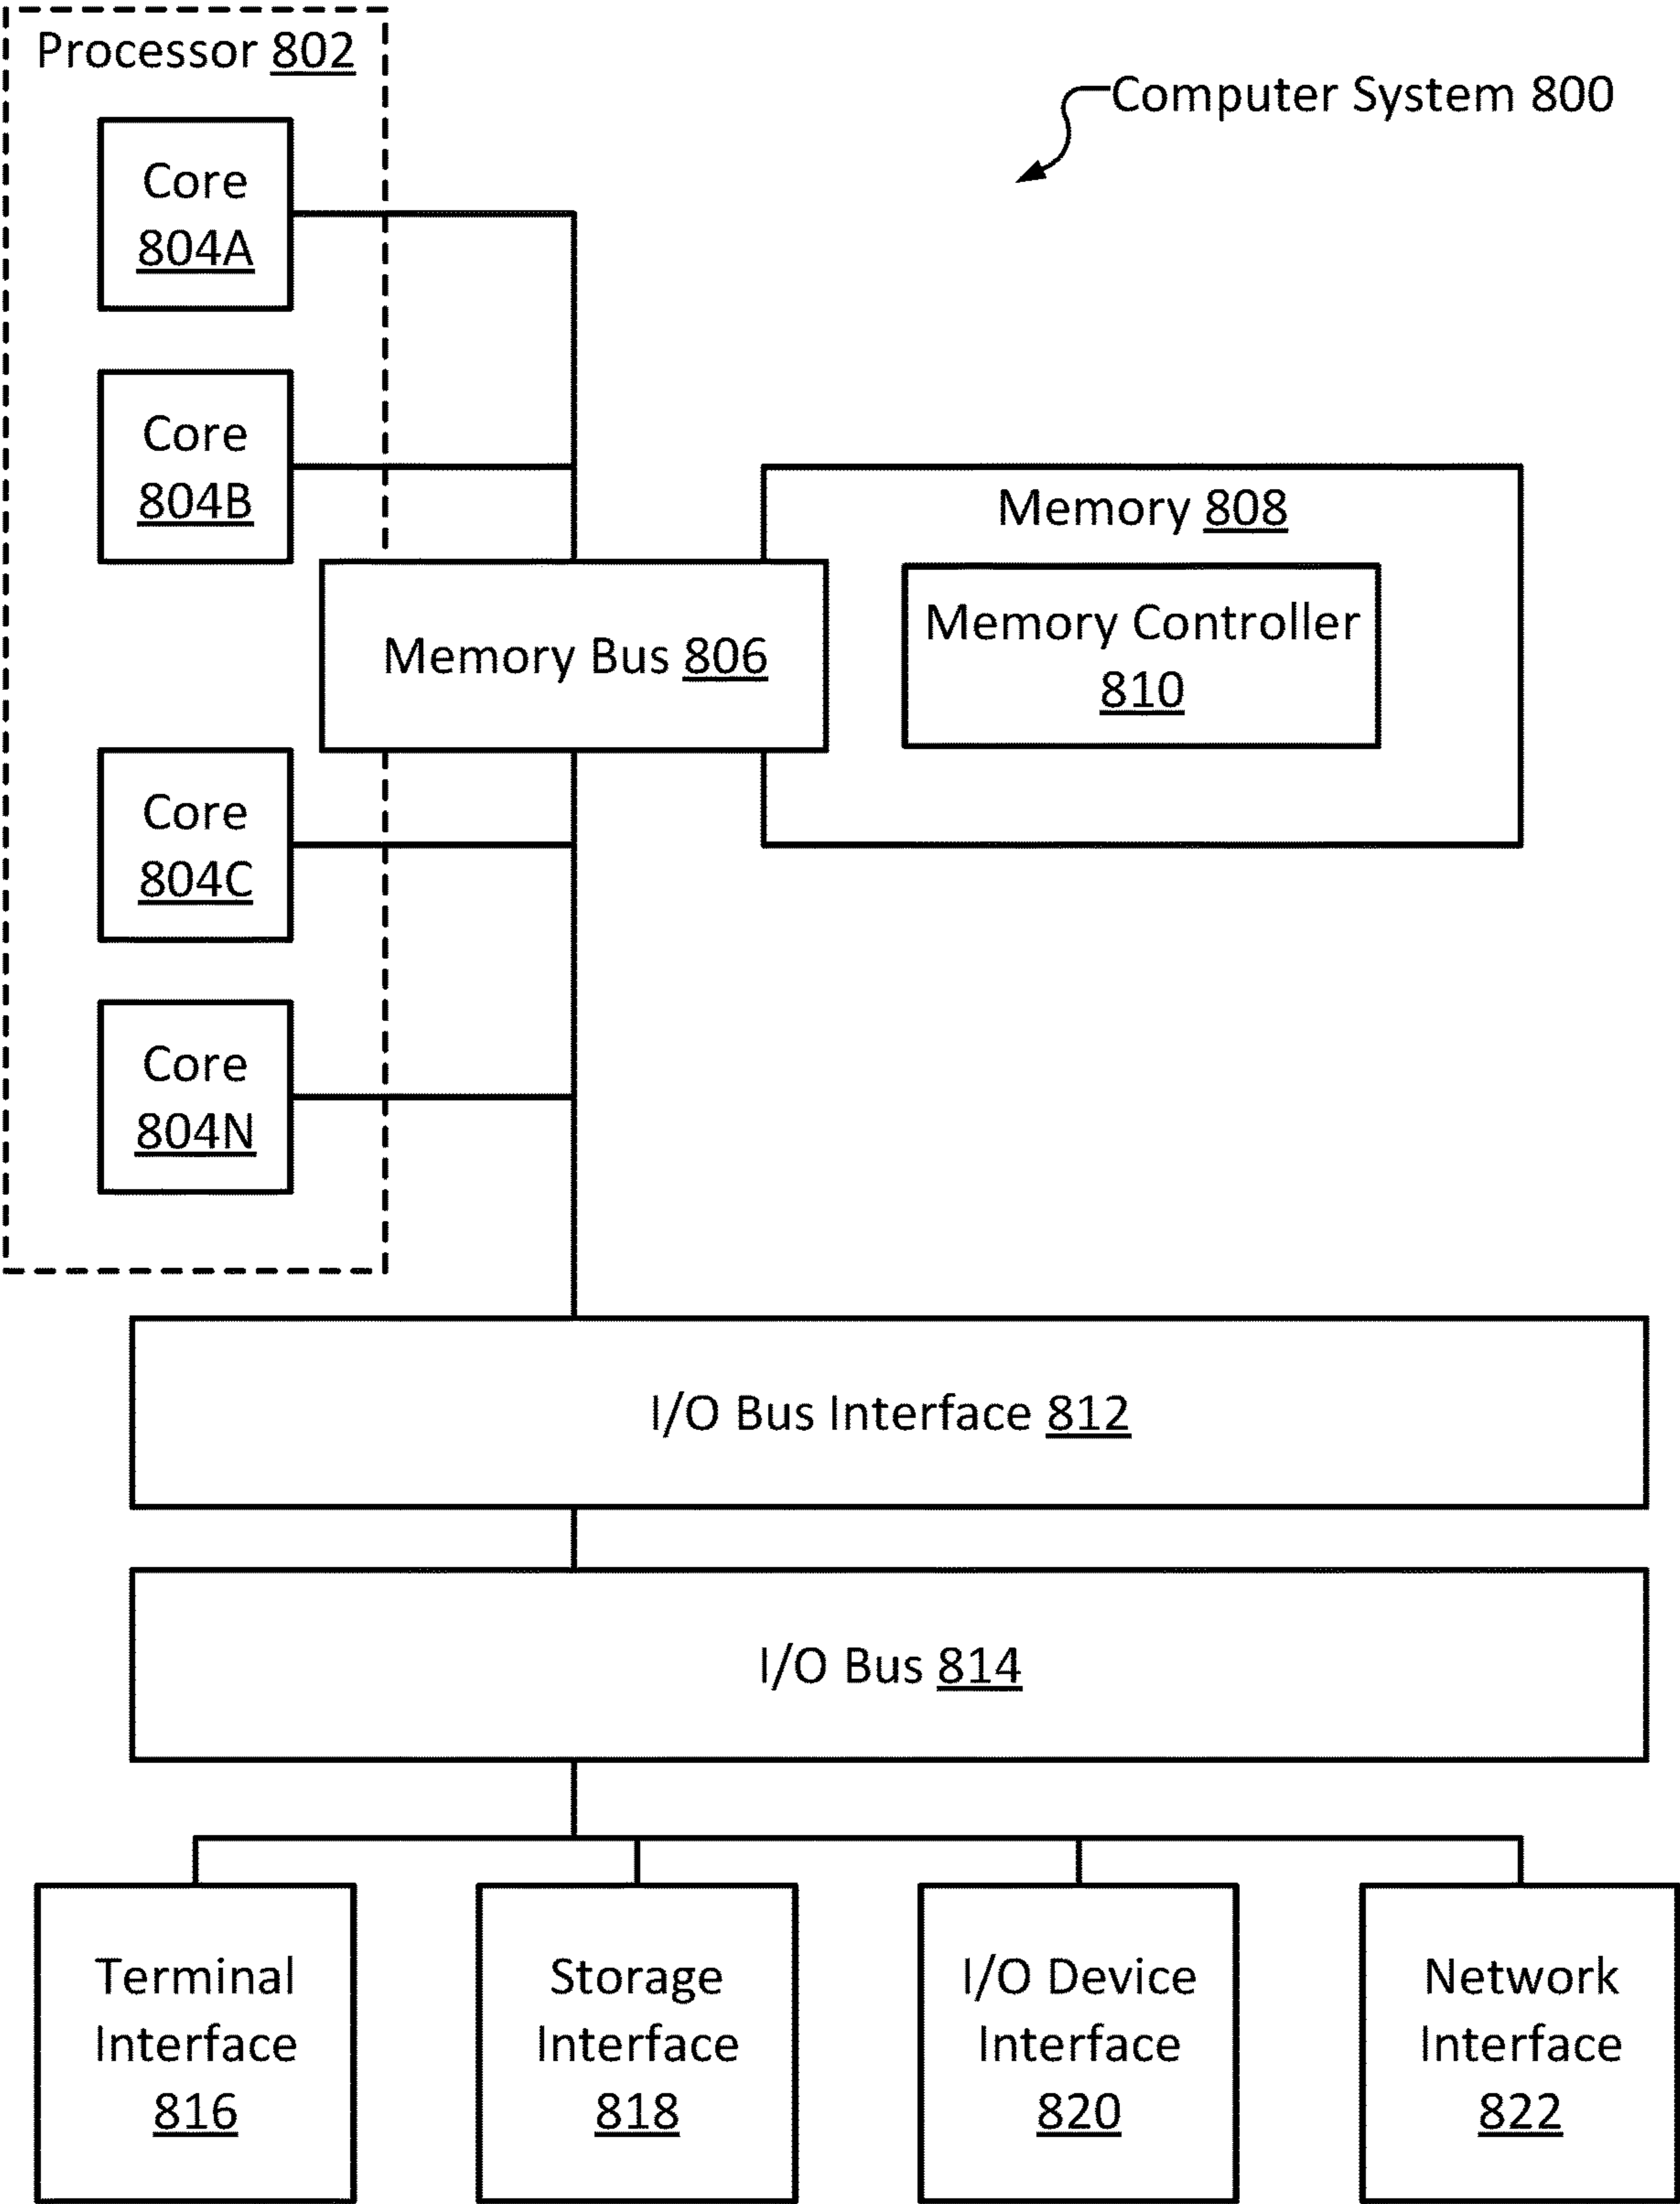 Processor 802
Computer System 800
Core
804A
Core
804B
Memory 808
Memory Controller
810
Memory Bus 806
Core
804C
Core
804N
I/O Bus Interface 812
I/O Bus 814
Terminal
Interface
816
Storage
Interface
818
I/O Device
Interface
820
Network
Interface
822